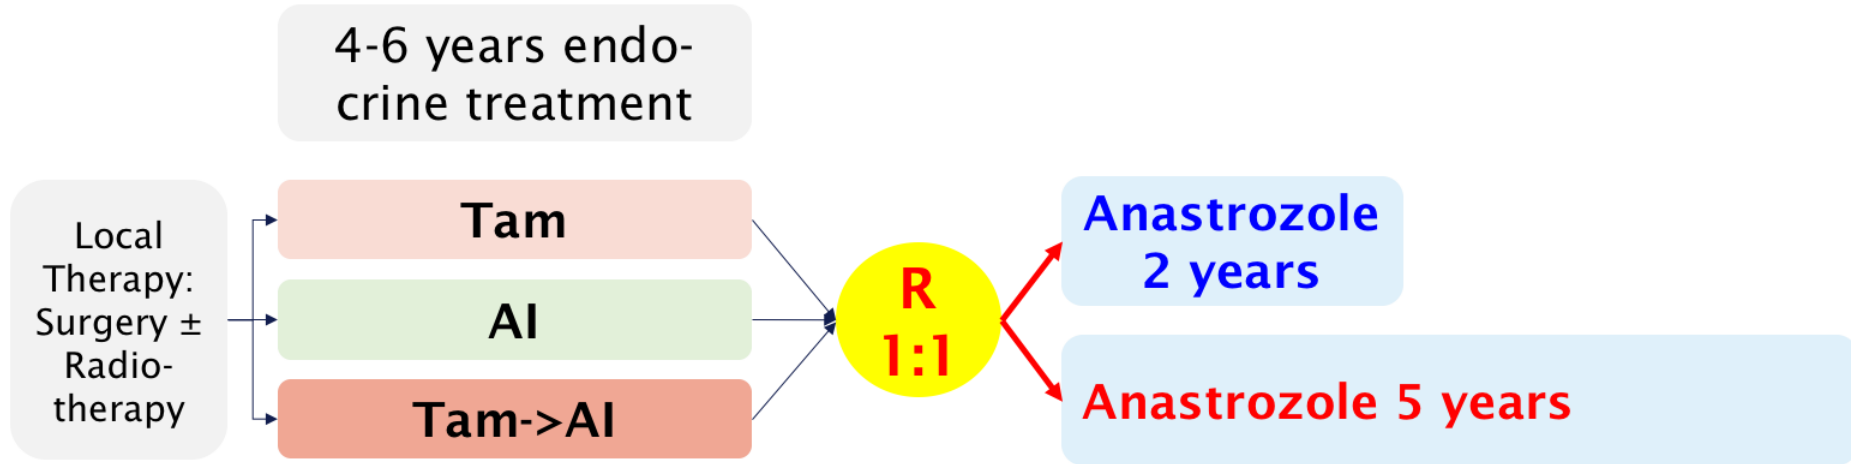 4-6 years endo-
crine treatment
Local
Therapy:
Surgery ±
Radio-
therapy
Tam
AI
Tam->AI
R
1:1
Anastrozole
2 years
Anastrozole 5 years